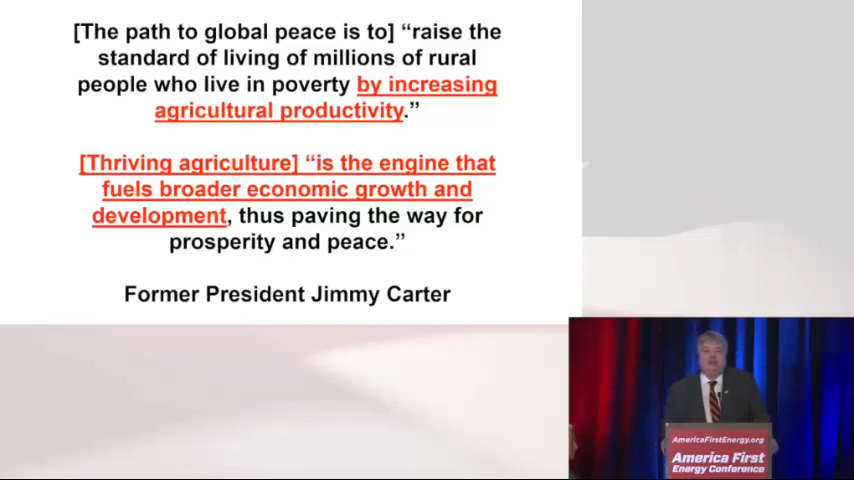 [The path to global peace is to] “raise the
standard of living of millions of rural
people who live in poverty by increasing
agricultural productivity.”
[Thriving agriculture] “is the engine that
fuels broader economic growth and
development, thus paving the way for
prosperity and peace.”
Former President Jimmy Carter
AmericaFirstEnergy.org
America First
Energy Conference